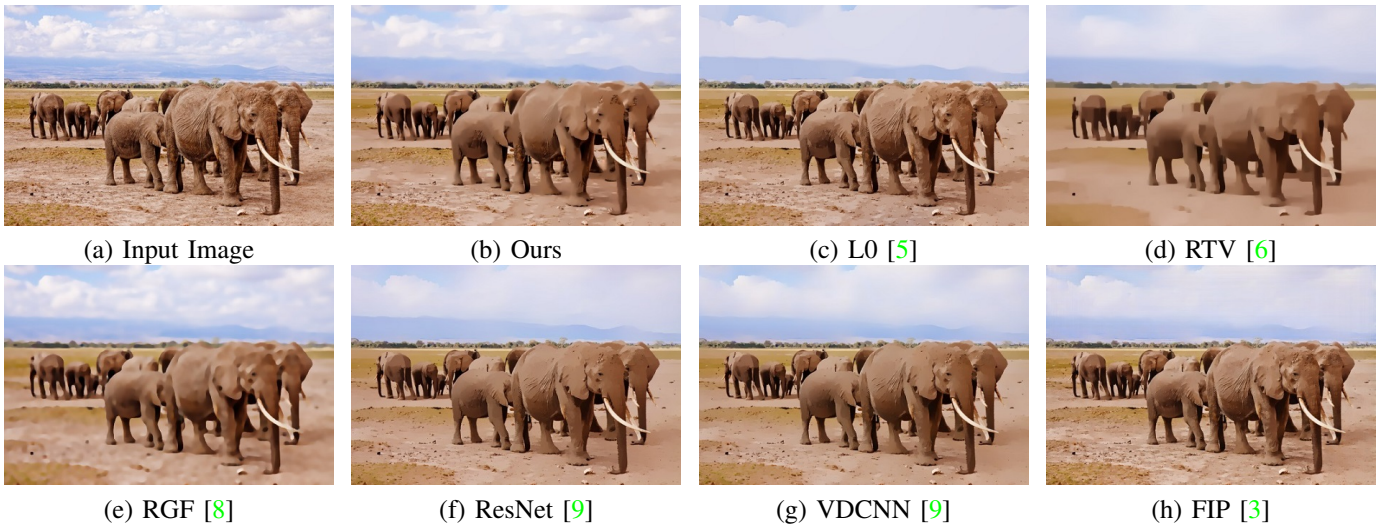 (a) Input Image
(b) Ours
(c) L0 [5]
(d) RTV [6]
(e) RGF [8]
(f) ResNet [9]
(g) VDCNN [9]
(h) FIP [3]